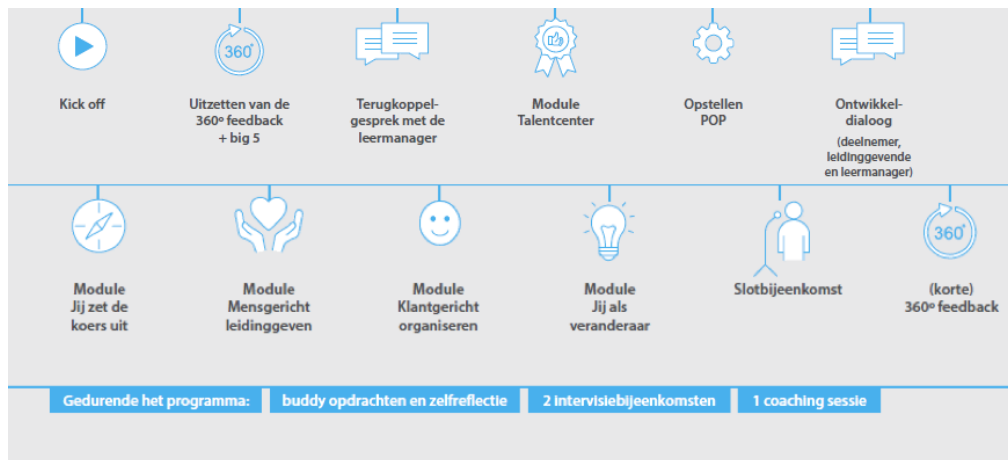 360°
Kick off
Uitzetten van de
360º feedback
+ big 5
Terugkoppel-
gesprek met de
leermanager
Module
Talentcenter
Opstellen
POP
Ontwikkel-
dialoog
(deelnemer,
leidinggevende
en leermanager)
360°
Module
Jij zet de
koers uit
Module
Mensgericht
leidinggeven
Module
Klantgericht
organiseren
Module
Jij als
veranderaar
Slotbijeenkomst
(korte)
360º feedback
Gedurende het programma: buddy opdrachten en zelfreflectie 2 intervisiebijeenkomsten 1 coaching sessie